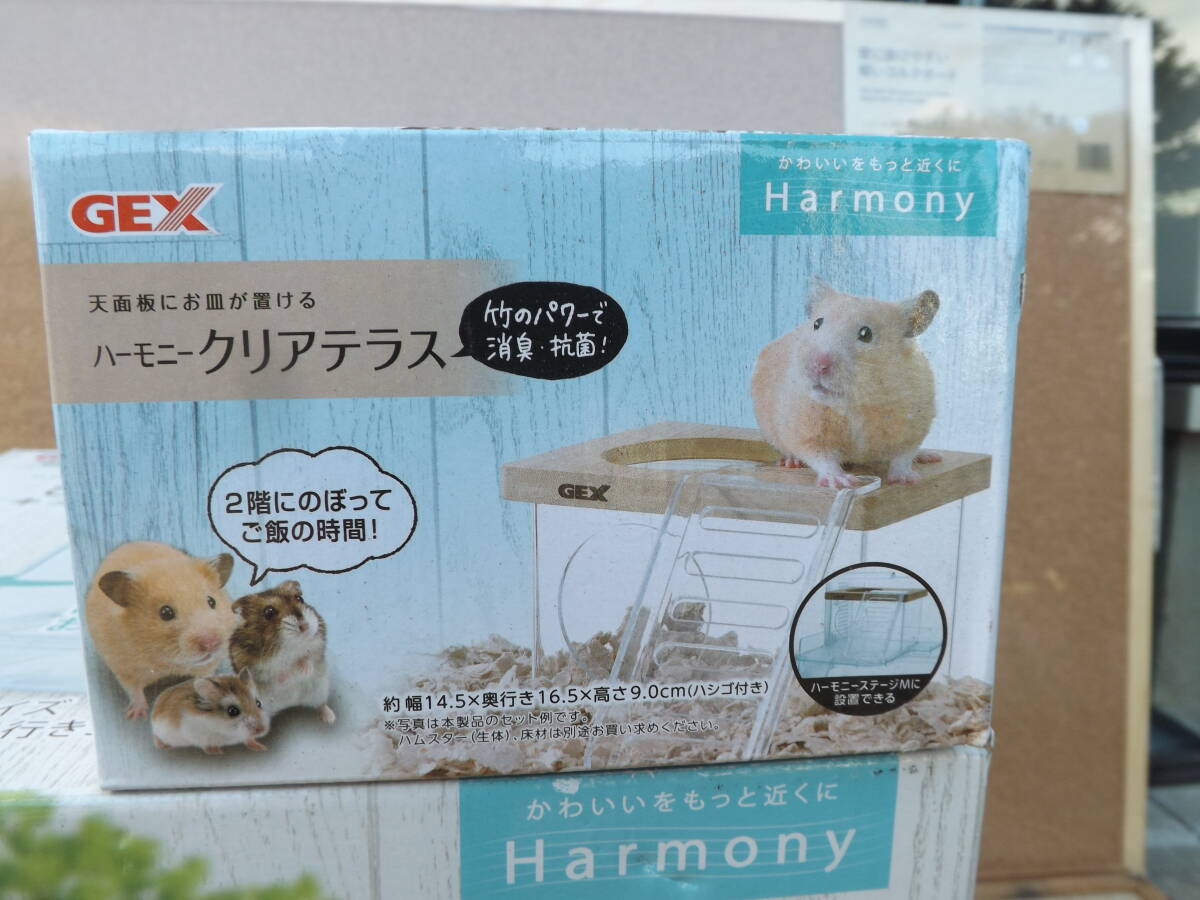 GEX
かわいいをもっと近くに
Harmony
天面板にお皿が置ける
ハーモニークリアテラス
竹のパワーで
消臭・抗菌!
2階にのぼって
ご飯の時間!
GEX
ハーモニーステージMに
設置できる
約 幅14.5×奥行き16.5×高さ9.0cm(ハシゴ付き)
※写真は本製品のセット例です。
ハムスター(生体)、床材は別途お買い求めください。
イズ
行き
かわいいをもっと近くに
Harmony